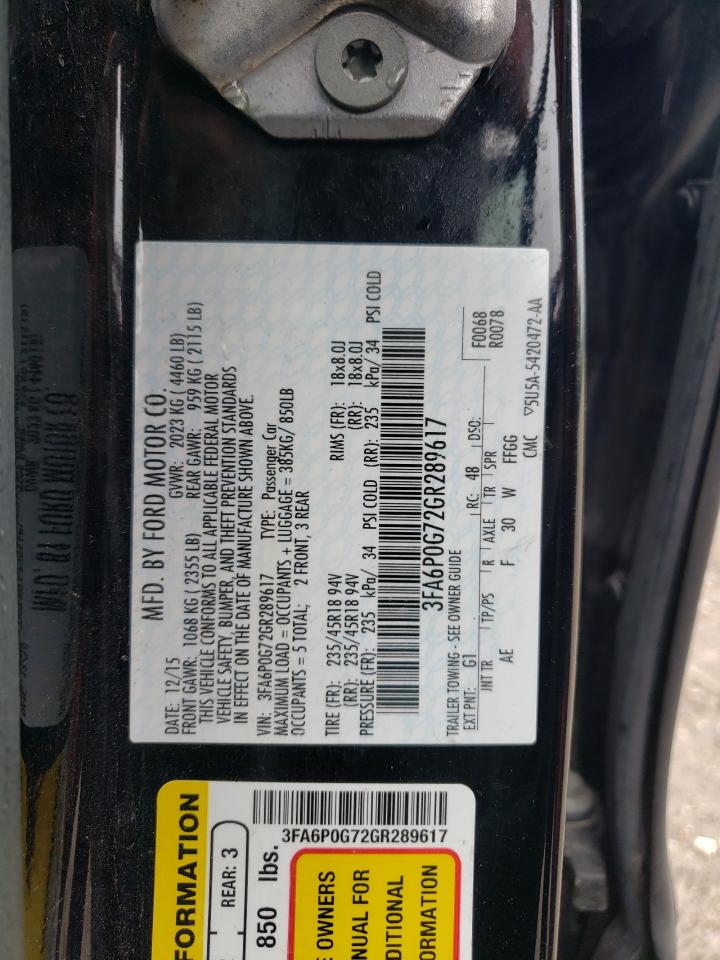 MFD. BY FORD MOTOR CO.
DATE: 12/15 GVWR: 2023 KG ( 4460 LB)
FRONT GAWR: 1068 KG ( 2355 LB) REAR GAWR: 959 KG ( 2115 LB)
THIS VEHICLE CONFORMS TO ALL APPLICABLE FEDERAL MOTOR
VEHICLE SAFETY, BUMPER, AND THEFT PREVENTION STANDARDS
IN EFFECT ON THE DATE OF MANUFACTURE SHOWN ABOVE.
VIN: 3FA6P0G72GR289617 TYPE: Passenger Car
MAXIMUM LOAD = OCCUPANTS + LUGGAGE = 385KG/ 850LB
OCCUPANTS = 5 TOTAL; 2 FRONT, 3 REAR
TIRE (FR): 235/45R18 94V RIMS (FR): 18x8.0J
(RR): 235/45R18 94V (RR): 18x8.0J
PRESSURE (FR): 235 kPa/ 34 PSI COLD (RR): 235 kPa/ 34 PSI COLD
3FA6P0G72GR289617
TRAILER TOWING - SEE OWNER GUIDE
F0068
R0078
EXT PNT: G1 RC: 48 DSO:
INT TR TP/PS R AXLE TR SPR
AE F 30 W FFGG
CMC ▽5U5A-5420472-AA
FORMATION
REAR: 3
850 lbs.
3FA6P0G72GR289617
E OWNERS
NUAL FOR
DITIONAL
ORMATION